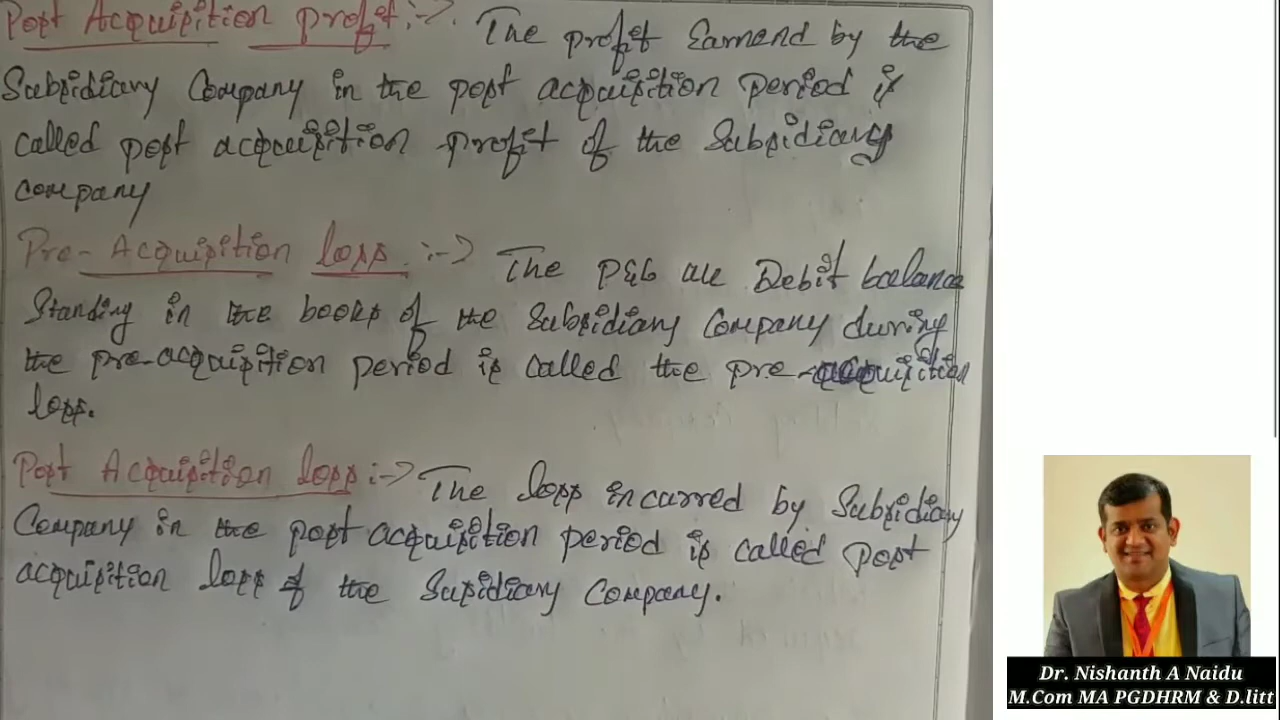 Post Acquisition profit :-> The profit Earnend by the
Subsidiary Company in the post acquisition period is
called post acquisition profit of the Subsidiary
company
Pre-Acquisition loss :-> The P&L a/c Debit balance
Standing in the books of the Subsidiary Company during
the pre-acquisition period is called the pre-acquisition
loss.
Post Acquisition loss :-> The loss incurred by Subsidiary
Company in the post acquisition period is called post
acquisition loss of the Supidiary Company.
Dr. Nishanth A Naidu
M.Com MA PGDHRM & D.litt